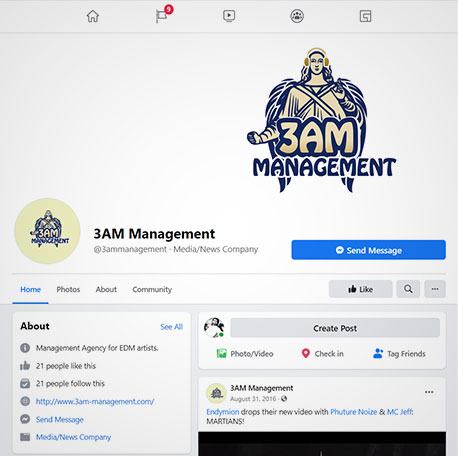 9
3AM
MANAGEMENT
3AM
MANAGEMENT
3AM Management
@3ammanagement · Media/News Company
Send Message
Home Photos About Community
Like
About See All
Management Agency for EDM artists.
21 people like this
21 people follow this
http://www.3am-management.com/
Send Message
Media/News Company
Create Post
Photo/Video Check in Tag Friends
3AM Management
August 31, 2016 ·
Endymion drops their new video with Phuture Noize & MC Jeff:
MARTIANS!